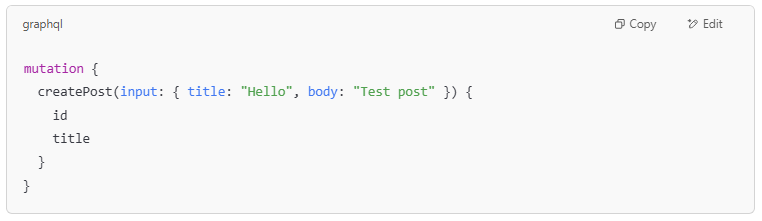 graphql
Copy
Edit
mutation {
  createPost(input: { title: "Hello", body: "Test post" }) {
    id
    title
  }
}